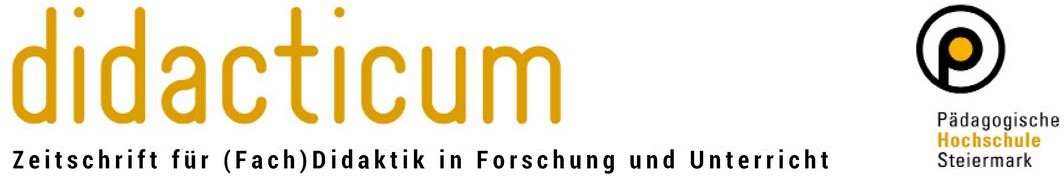 didacticum
Zeitschrift für (Fach)Didaktik in Forschung und Unterricht
Pädagogische
Hochschule
Steiermark